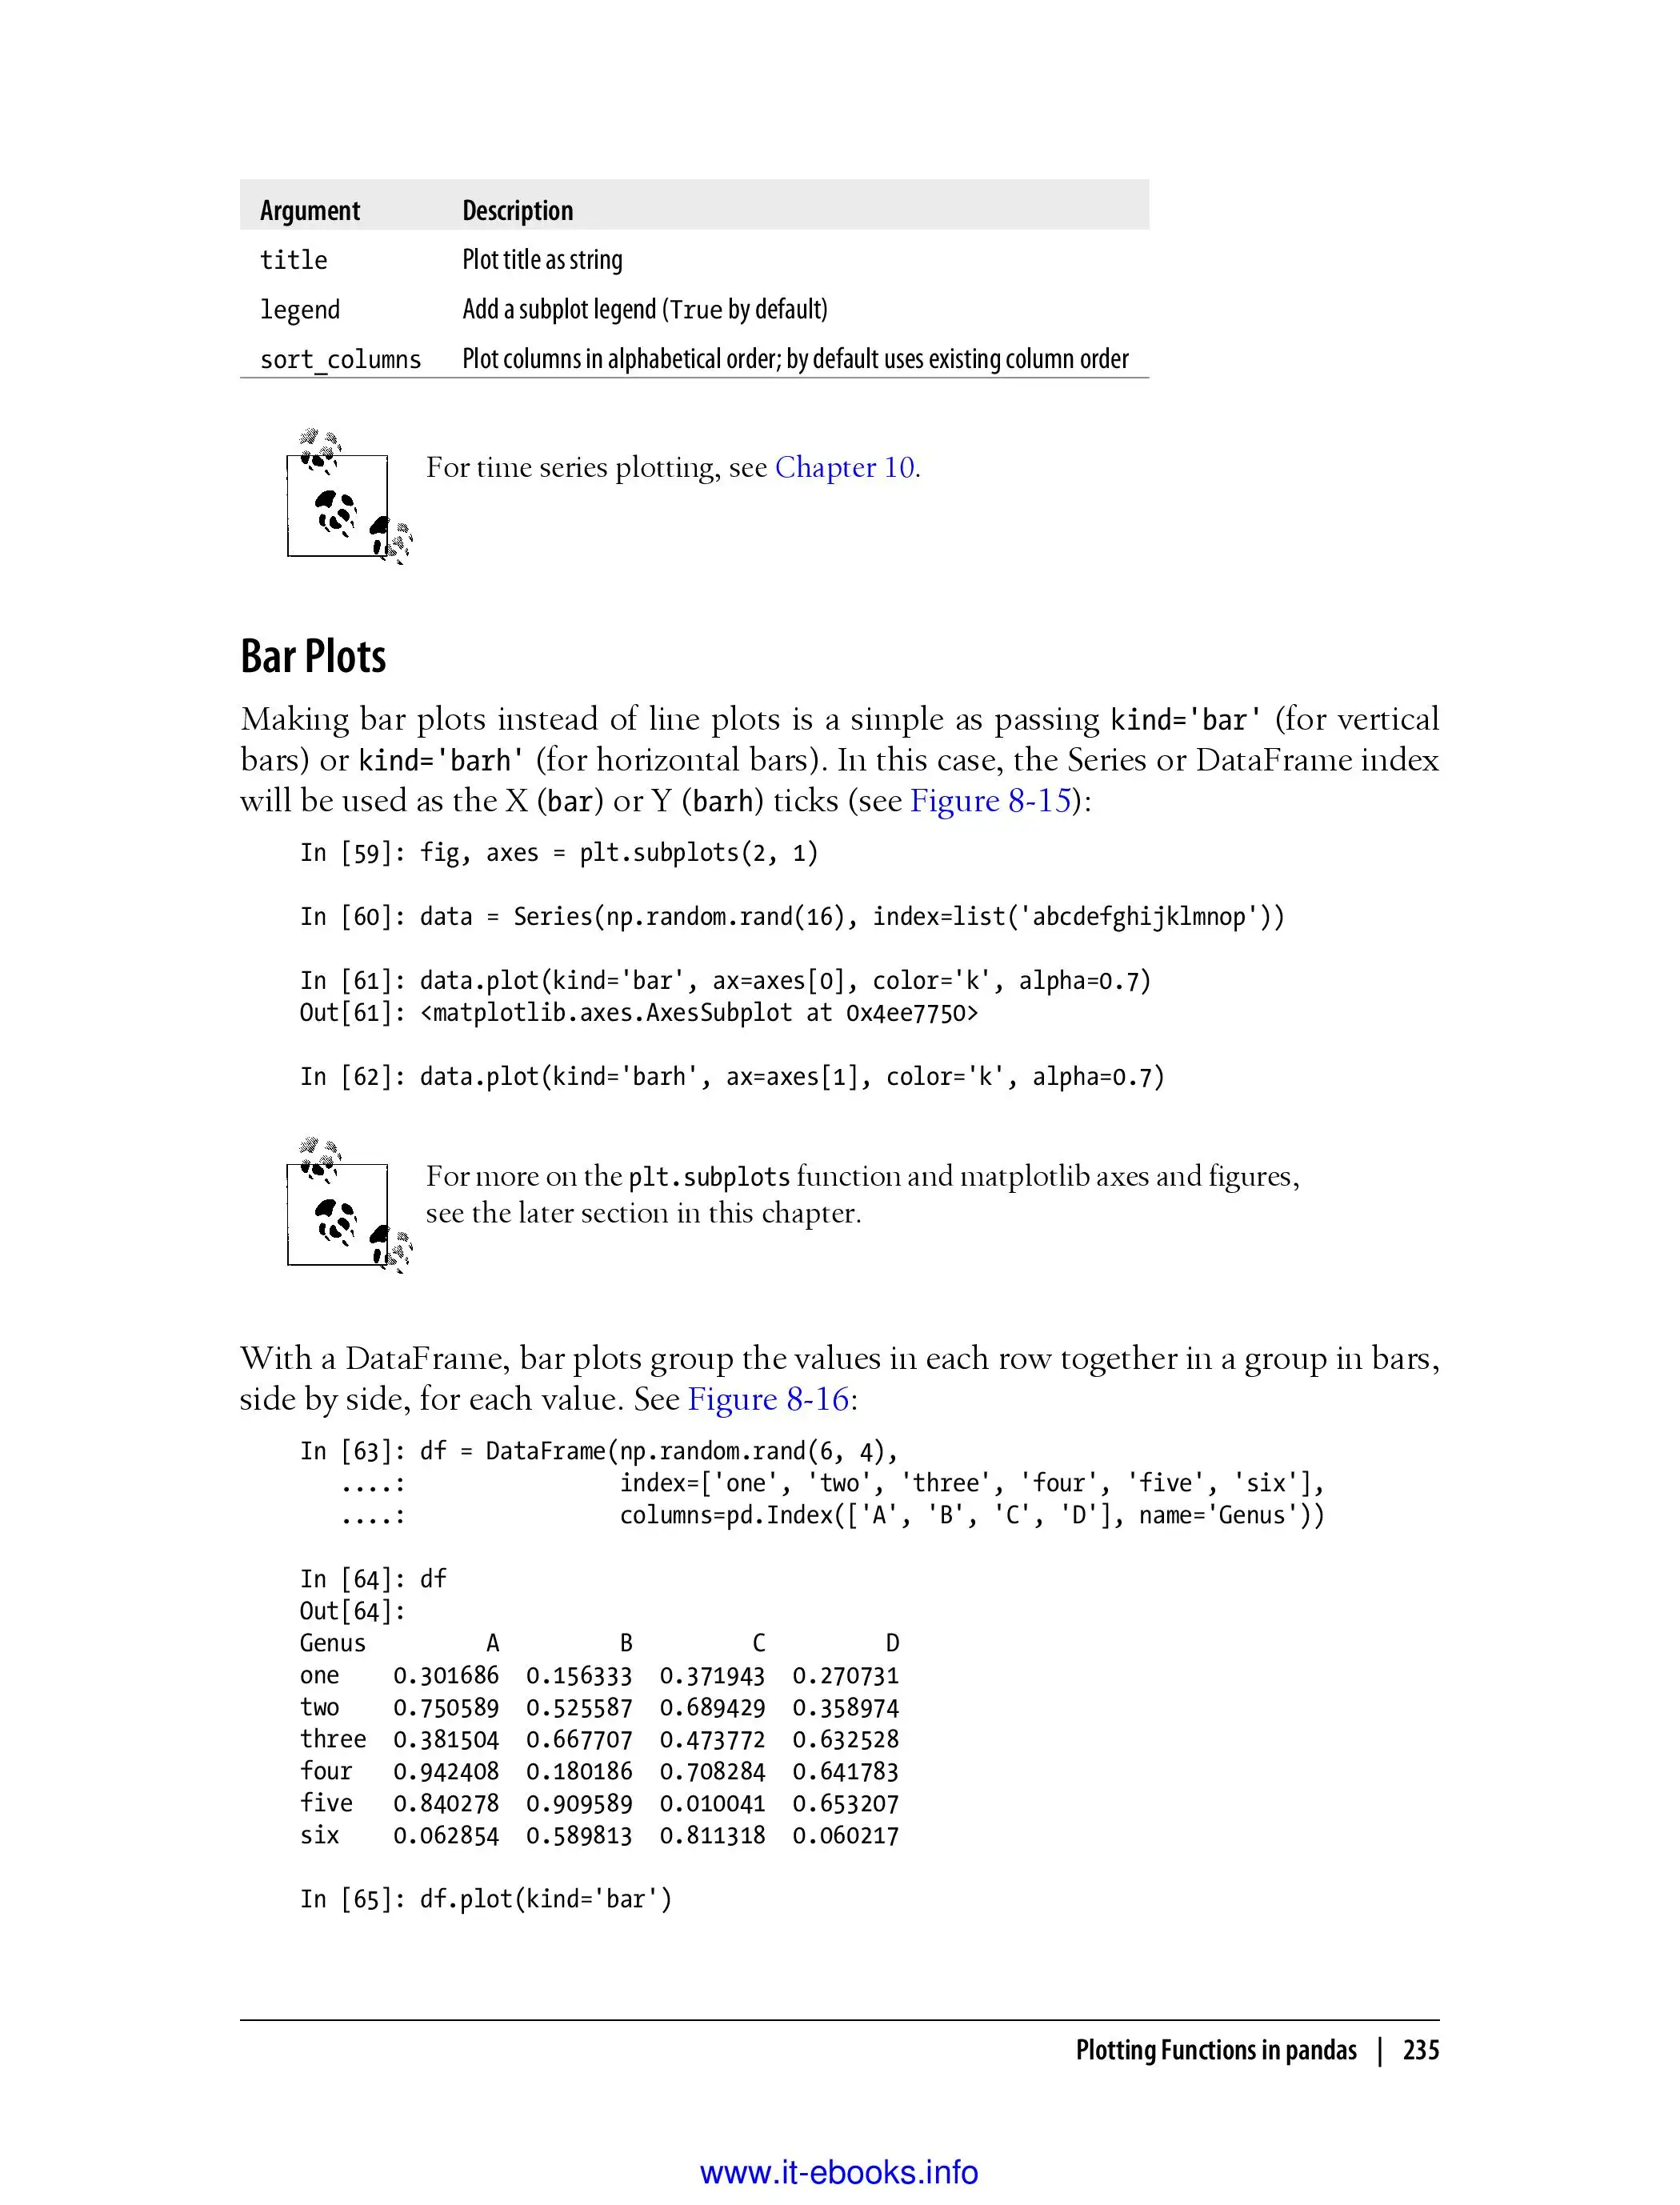 Argument Description
title Plot title as string
legend Add a subplot legend (True by default)
sort_columns Plot columns in alphabetical order; by default uses existing column order
For time series plotting, see Chapter 10.
Bar Plots
Making bar plots instead of line plots is a simple as passing kind='bar' (for vertical
bars) or kind='barh' (for horizontal bars). In this case, the Series or DataFrame index
will be used as the X (bar) or Y (barh) ticks (see Figure 8-15):
In [59]: fig, axes = plt.subplots(2, 1)
In [60]: data = Series(np.random.rand(16), index=list('abcdefghijklmnop'))
In [61]: data.plot(kind='bar', ax=axes[0], color='k', alpha=0.7)
Out[61]: <matplotlib.axes.AxesSubplot at 0x4ee7750>
In [62]: data.plot(kind='barh', ax=axes[1], color='k', alpha=0.7)
For more on the plt.subplots function and matplotlib axes and figures,
see the later section in this chapter.
With a DataFrame, bar plots group the values in each row together in a group in bars,
side by side, for each value. See Figure 8-16:
In [63]: df = DataFrame(np.random.rand(6, 4),
....: index=['one', 'two', 'three', 'four', 'five', 'six'],
....: columns=pd.Index(['A', 'B', 'C', 'D'], name='Genus'))
In [64]: df
Out[64]:
Genus A B C D
one 0.301686 0.156333 0.371943 0.270731
two 0.750589 0.525587 0.689429 0.358974
three 0.381504 0.667707 0.473772 0.632528
four 0.942408 0.180186 0.708284 0.641783
five 0.840278 0.909589 0.010041 0.653207
six 0.062854 0.589813 0.811318 0.060217
In [65]: df.plot(kind='bar')
Plotting Functions in pandas | 235
www.it-ebooks.info